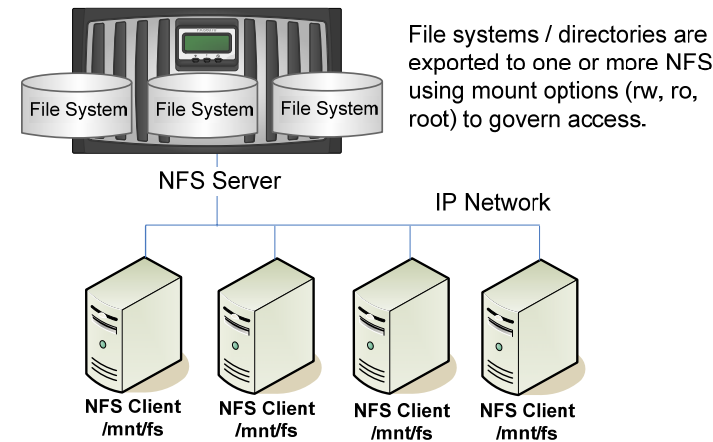 File systems / directories are
exported to one or more NFS
using mount options (rw, ro,
root) to govern access.
File System
File System
File System
NFS Server
IP Network
NFS Client
/mnt/fs
NFS Client
/mnt/fs
NFS Client
/mnt/fs
NFS Client
/mnt/fs